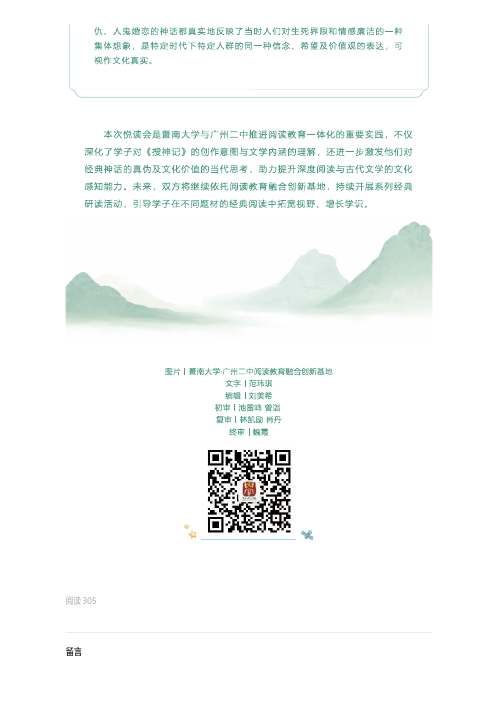 仇、人鬼婚恋的神话都真实地反映了当时人们对生死界限和情感廉洁的一种
集体想象，是特定时代下特定人群的同一种信念、希望及价值观的表达，可
视作文化真实。
本次悦读会是暨南大学与广州二中推进阅读教育一体化的重要实践，不仅
深化了学子对《搜神记》的创作意图与文学内涵的理解，还进一步激发他们对
经典神话的真伪及文化价值的当代思考，助力提升深度阅读与古代文学的文化
感知能力。未来，双方将继续依托阅读教育融合创新基地，持续开展系列经典
研读活动，引导学子在不同题材的经典阅读中拓宽视野，增长学识。
图片丨暨南大学·广州二中阅读教育融合创新基地
文字丨范玮琪
编辑丨刘美希
初审丨
复审丨林凯励 肖丹
终审丨魏霞
阅读 305
留言